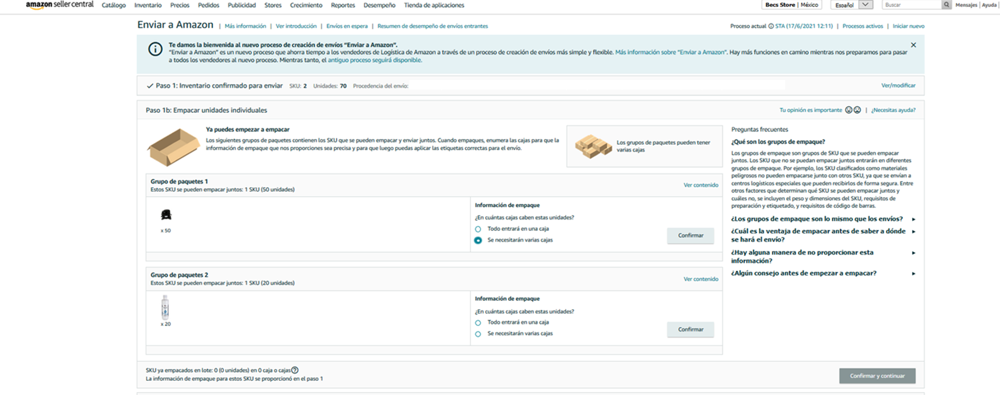 amazon seller central Catálogo Inventario Precios Pedidos Publicidad Stores Crecimiento Reportes Desempeño Tienda de aplicaciones Becs Store | México Español Buscar Mensajes | Ayuda
Enviar a Amazon | Más información | Ver introducción | Envíos en espera | Resumen de desempeño de envíos entrantes Proceso actual STA (17/6/2021 12:11) | Procesos activos | Iniciar nuevo
Te damos la bienvenida al nuevo proceso de creación de envíos “Enviar a Amazon”.
“Enviar a Amazon” es un nuevo proceso que ahorra tiempo a los vendedores de Logística de Amazon a través de un proceso de creación de envíos más simple y flexible. Más información sobre “Enviar a Amazon”. Hay más funciones en camino mientras nos preparamos para pasar
a todos los vendedores al nuevo proceso. Mientras tanto, el antiguo proceso seguirá disponible.
Paso 1: Inventario confirmado para enviar SKU: 2 Unidades: 70 Procedencia del envío: Ver/modificar
Paso 1b: Empacar unidades individuales Tu opinión es importante | ¿Necesitas ayuda?
Ya puedes empezar a empacar
Los siguientes grupos de paquetes contienen los SKU que se pueden empacar y enviar juntos. Cuando empaques, enumera las cajas para que la
información de empaque que nos proporciones sea precisa y para que luego puedas aplicar las etiquetas correctas para el envío.
Los grupos de paquetes pueden tener
varias cajas
Grupo de paquetes 1
Estos SKU se pueden empacar juntos: 1 SKU (50 unidades)
Ver contenido
x 50
Información de empaque
¿En cuántas cajas caben estas unidades?
Todo entrará en una caja
Se necesitarán varias cajas
Confirmar
Grupo de paquetes 2
Estos SKU se pueden empacar juntos: 1 SKU (20 unidades)
Ver contenido
x 20
Información de empaque
¿En cuántas cajas caben estas unidades?
Todo entrará en una caja
Se necesitarán varias cajas
Confirmar
Preguntas frecuentes
¿Qué son los grupos de empaque?
Los grupos de empaque son grupos de SKU que se pueden empacar
juntos. Los SKU que no se puedan empacar juntos entrarán en diferentes
grupos de empaque. Por ejemplo, los SKU clasificados como materiales
peligrosos no pueden empacarse junto con otros SKU, ya que se envían a
centros logísticos especiales que pueden recibirlos de forma segura. Entre
otros factores que determinan qué SKU se pueden empacar juntos y
cuáles no, se incluyen el peso y dimensiones del SKU, requisitos de
preparación y etiquetado, y requisitos de código de barras.
¿Los grupos de empaque son lo mismo que los envíos?
¿Cuál es la ventaja de empacar antes de saber a dónde
se hará el envío?
¿Hay alguna manera de no proporcionar esta
información?
¿Algún consejo antes de empezar a empacar?
SKU ya empacados en lote: 0 (0 unidades) en 0 caja o cajas
La información de empaque para estos SKU se proporcionó en el paso 1
Confirmar y continuar